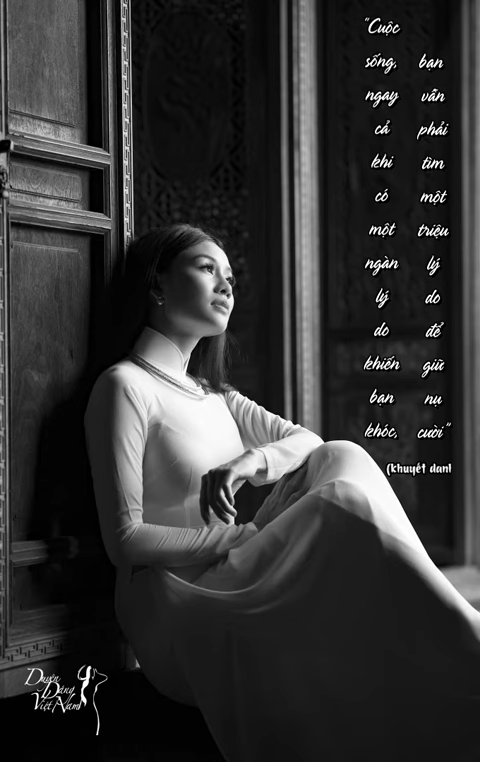 "Cuộc
sống,
ngay
cả
khi
có
một
ngàn
lý
do
khiến
bạn
khóc,
bạn
vẫn
phải
tìm
một
triệu
lý
do
để
giữ
nụ
cười"
(khuyết danh
Duyên
Dáng
Việt Nam